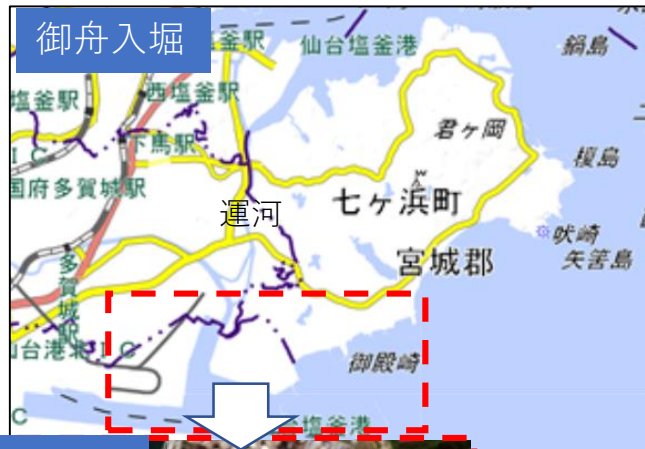 御舟入堀
釜駅
仙台塩釜港
鍋島
塩釜駅
西塩釜駅
君ヶ岡
榎島
下馬駅
国府多賀城駅
運河
七ヶ浜町
吠崎
宮城郡
矢筈島
多賀城駅
台港北IC
御殿崎
台塩釜港